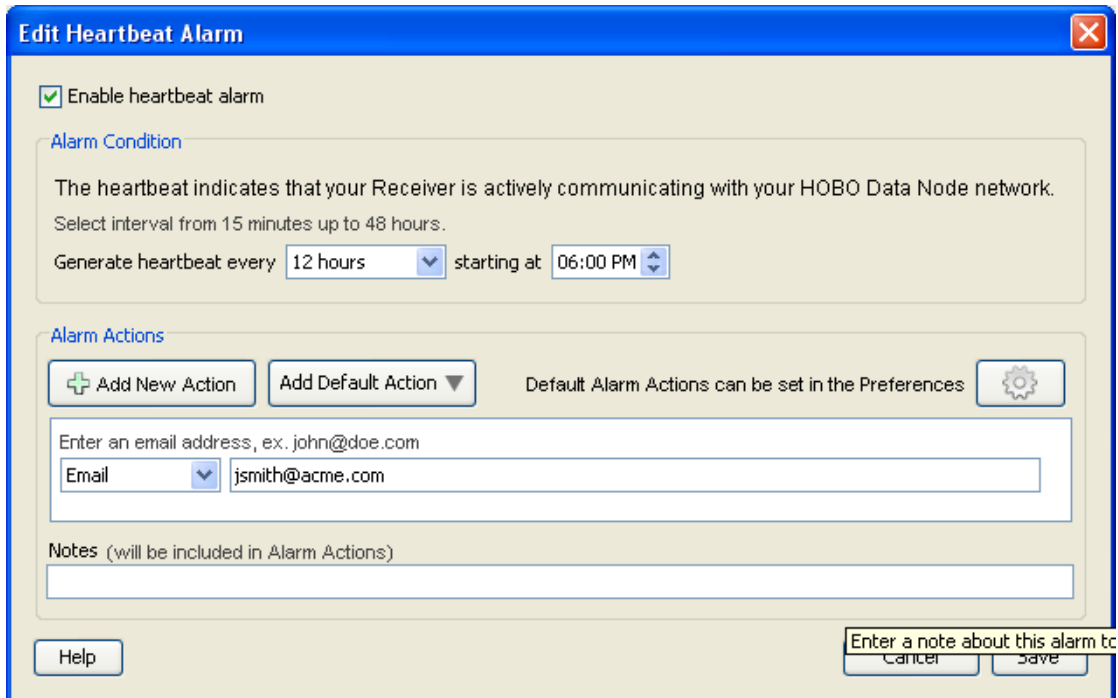 Edit Heartbeat Alarm
Enable heartbeat alarm
Alarm Condition
The heartbeat indicates that your Receiver is actively communicating with your HOBO Data Node network.
Select interval from 15 minutes up to 48 hours.
Generate heartbeat every 12 hours starting at 06:00 PM
Alarm Actions
Add New Action Add Default Action Default Alarm Actions can be set in the Preferences
Enter an email address, ex. john@doe.com
Email jsmith@acme.com
Notes (will be included in Alarm Actions)
Enter a note about this alarm to
Help Cancel Save